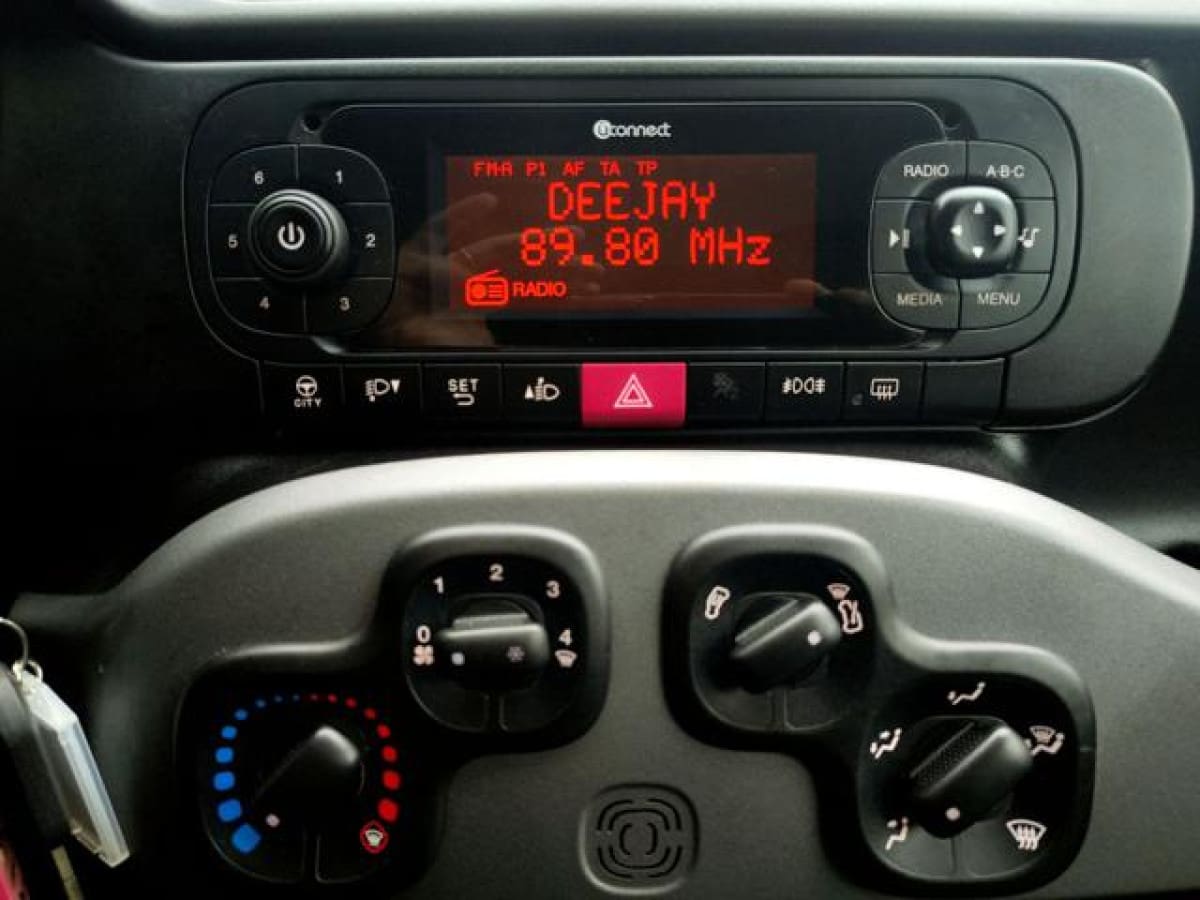 uconnect
FM-A P1 AF TA TP
DEEJAY
89.80 MHz
RADIO
6 1
5 2
4 3
RADIO A·B·C
MEDIA MENU
CITY
SET
0 1 2 3 4